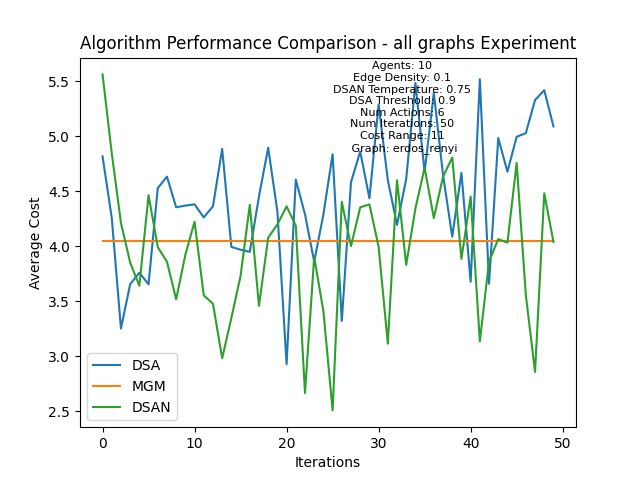 Algorithm Performance Comparison - all graphs Experiment
Agents: 10
Edge Density: 0.1
DSAN Temperature: 0.75
DSA Threshold: 0.9
Num Actions: 6
Num Iterations: 50
Cost Range: 11
Graph: erdos_renyi
5.5
5.0
4.5
4.0
3.5
3.0
2.5
Average Cost
DSA
MGM
DSAN
0
10
20
30
40
50
Iterations